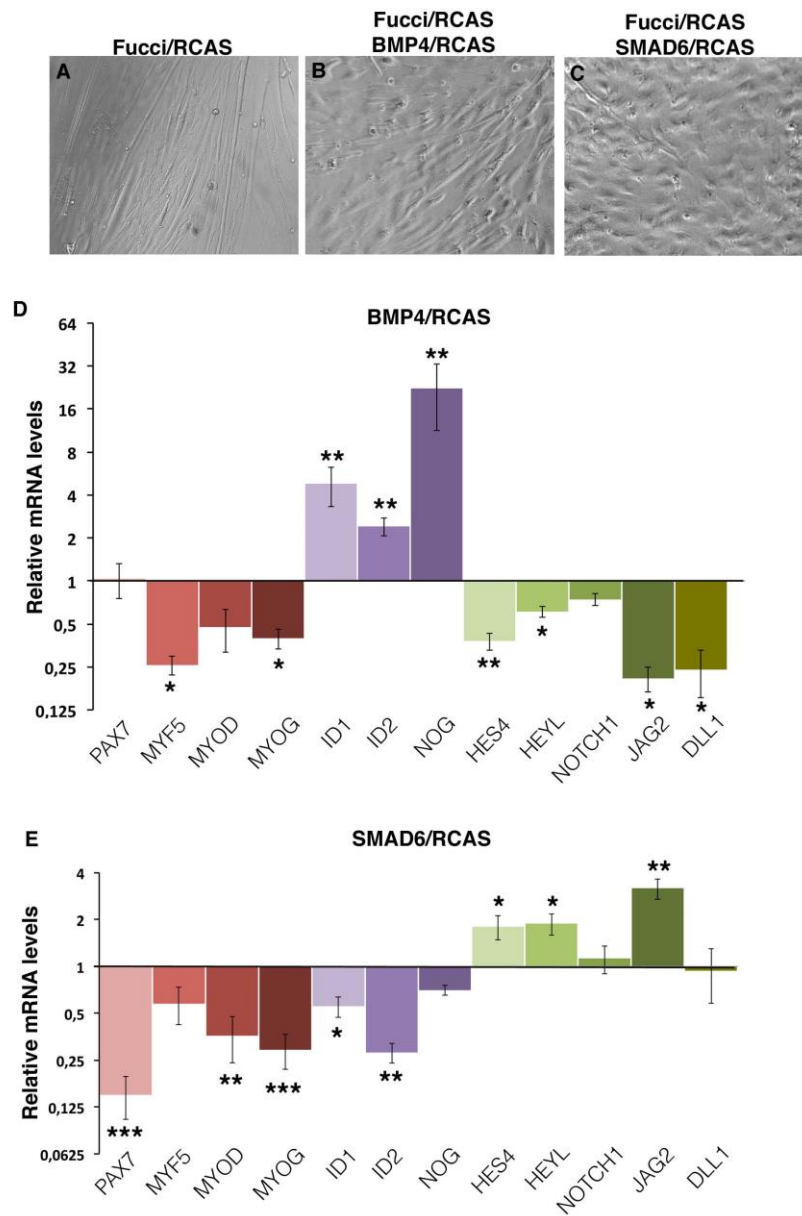 Fucci/RCAS
Fucci/RCAS
BMP4/RCAS
Fucci/RCAS
SMAD6/RCAS
A
B
C
D
BMP4/RCAS
Relative mRNA levels
64
32
16
8
4
2
1
0,5
0,25
0,125
**
**
**
*
*
**
*
*
*
PAX7
MYF5
MYOD
MYOG
ID1
ID2
NOG
HES4
HEYL
NOTCH1
JAG2
DLL1
E
SMAD6/RCAS
Relative mRNA levels
4
2
1
0,5
0,25
0,125
0,0625
***
**
***
*
**
*
*
**
PAX7
MYF5
MYOD
MYOG
ID1
ID2
NOG
HES4
HEYL
NOTCH1
JAG2
DLL1